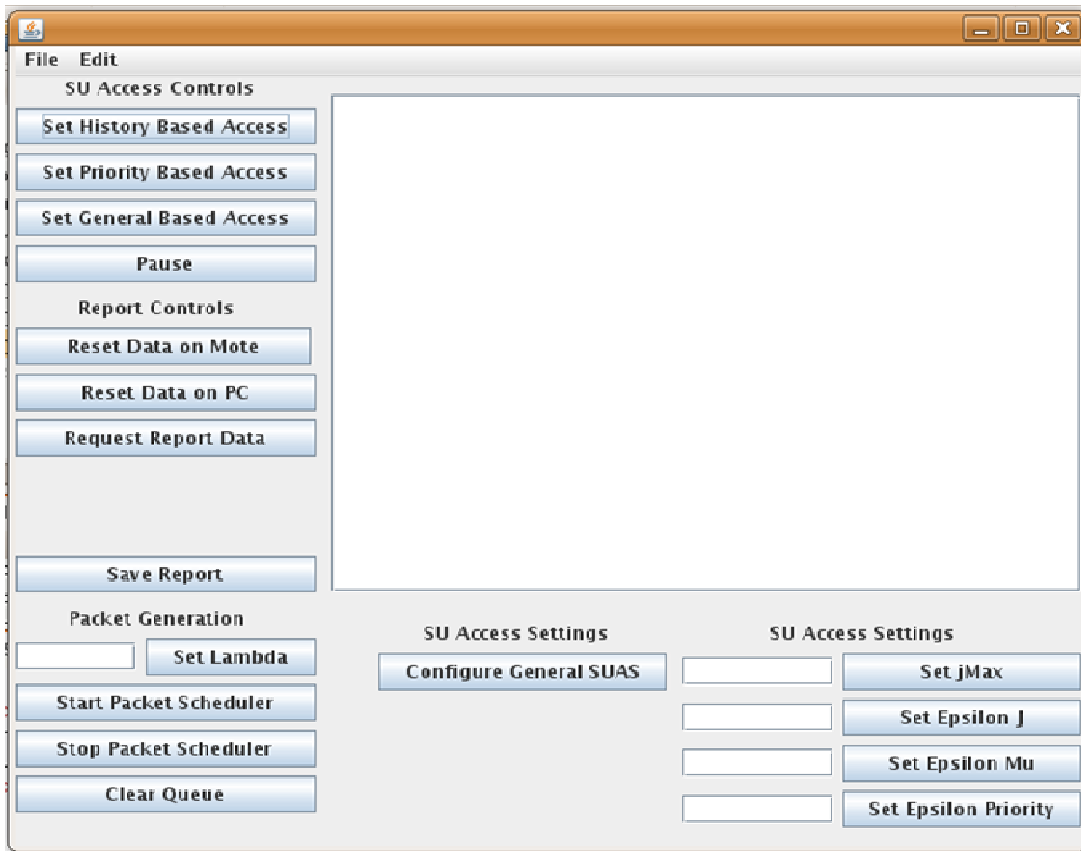 File Edit
SU Access Controls
Set History Based Access
Set Priority Based Access
Set General Based Access
Pause
Report Controls
Reset Data on Mote
Reset Data on PC
Request Report Data
Save Report
Packet Generation
Set Lambda
Start Packet Scheduler
Stop Packet Scheduler
Clear Queue
SU Access Settings
Configure General SUAS
SU Access Settings
Set jMax
Set Epsilon J
Set Epsilon Mu
Set Epsilon Priority